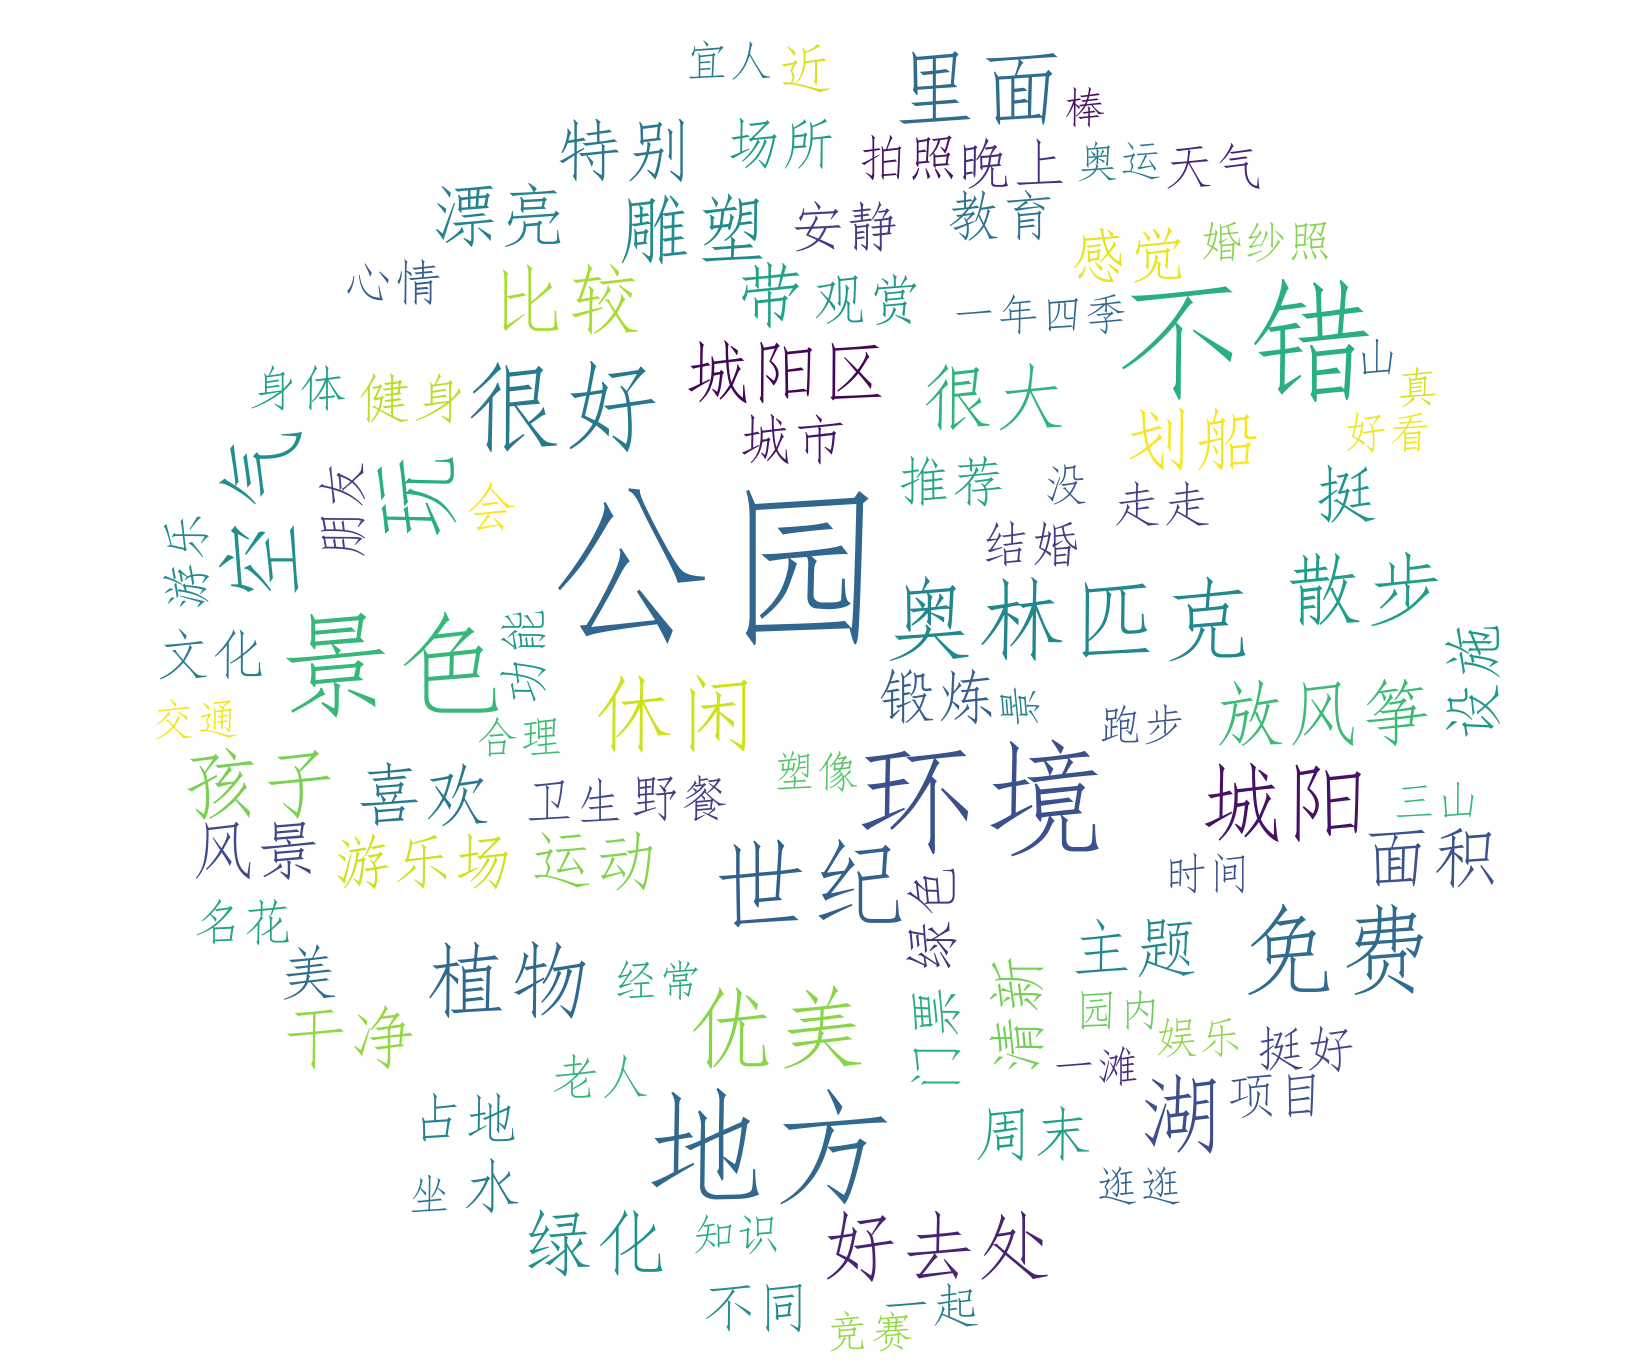 宜人
近
里面
棒
特别
场所
拍照
晚上
奥运
天气
漂亮
雕塑
安静
教育
感觉
婚纱照
心情
比较
带
观赏
一年四季
不错
山
身体
健身
很好
城阳区
城市
很大
划船
真
好看
空气
朋友
玩
会
推荐
没
走走
挺
游乐
公园
结婚
奥林匹克
散步
文化
景色
功能
设施
交通
合理
休闲
锻炼
景
跑步
放风筝
孩子
喜欢
卫生
野餐
塑像
环境
城阳
三山
风景
游乐场
运动
世纪
绿色
时间
面积
名花
美
植物
经常
主题
免费
干净
优美
门票
清新
园内
娱乐
挺好
老人
一滩
占地
地方
周末
湖
项目
坐
水
逛逛
绿化
知识
好去处
不同
一起
竞赛